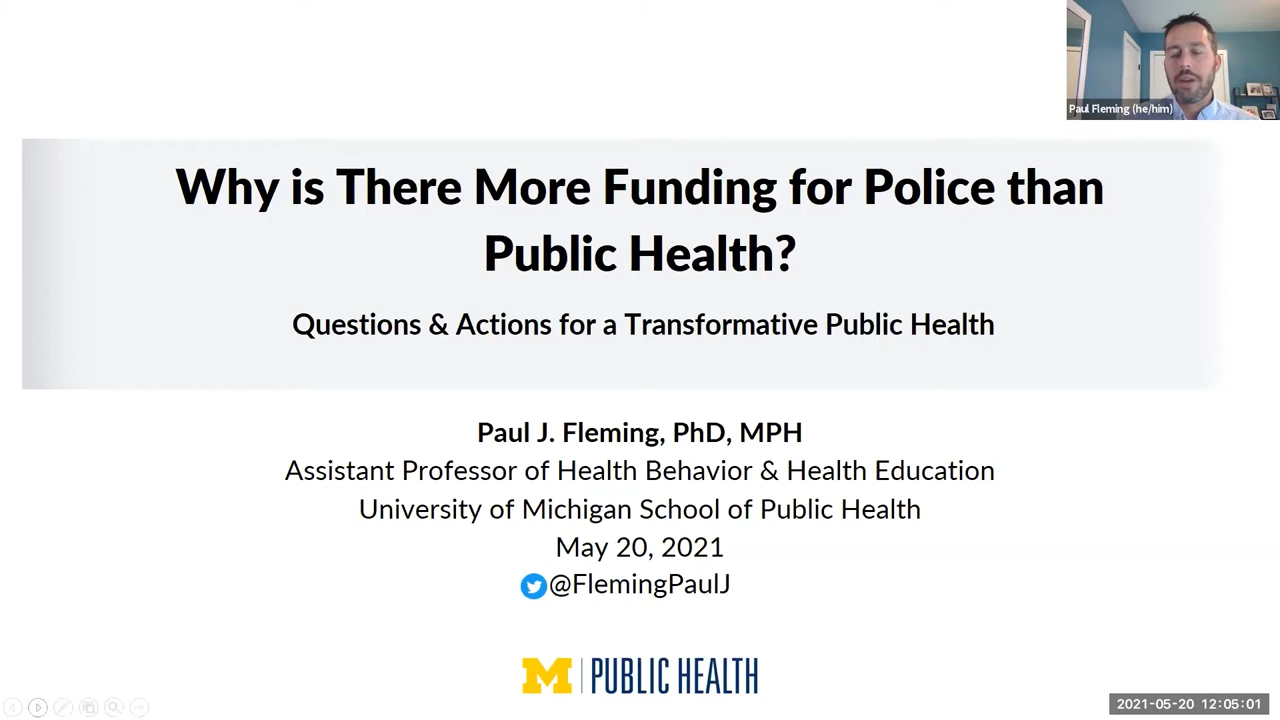 Paul Fleming (he/him)
Why is There More Funding for Police than
Public Health?
Questions & Actions for a Transformative Public Health
Paul J. Fleming, PhD, MPH
Assistant Professor of Health Behavior & Health Education
University of Michigan School of Public Health
May 20, 2021
@FlemingPaulJ
M | PUBLIC HEALTH
2021-05-20 12:05:01